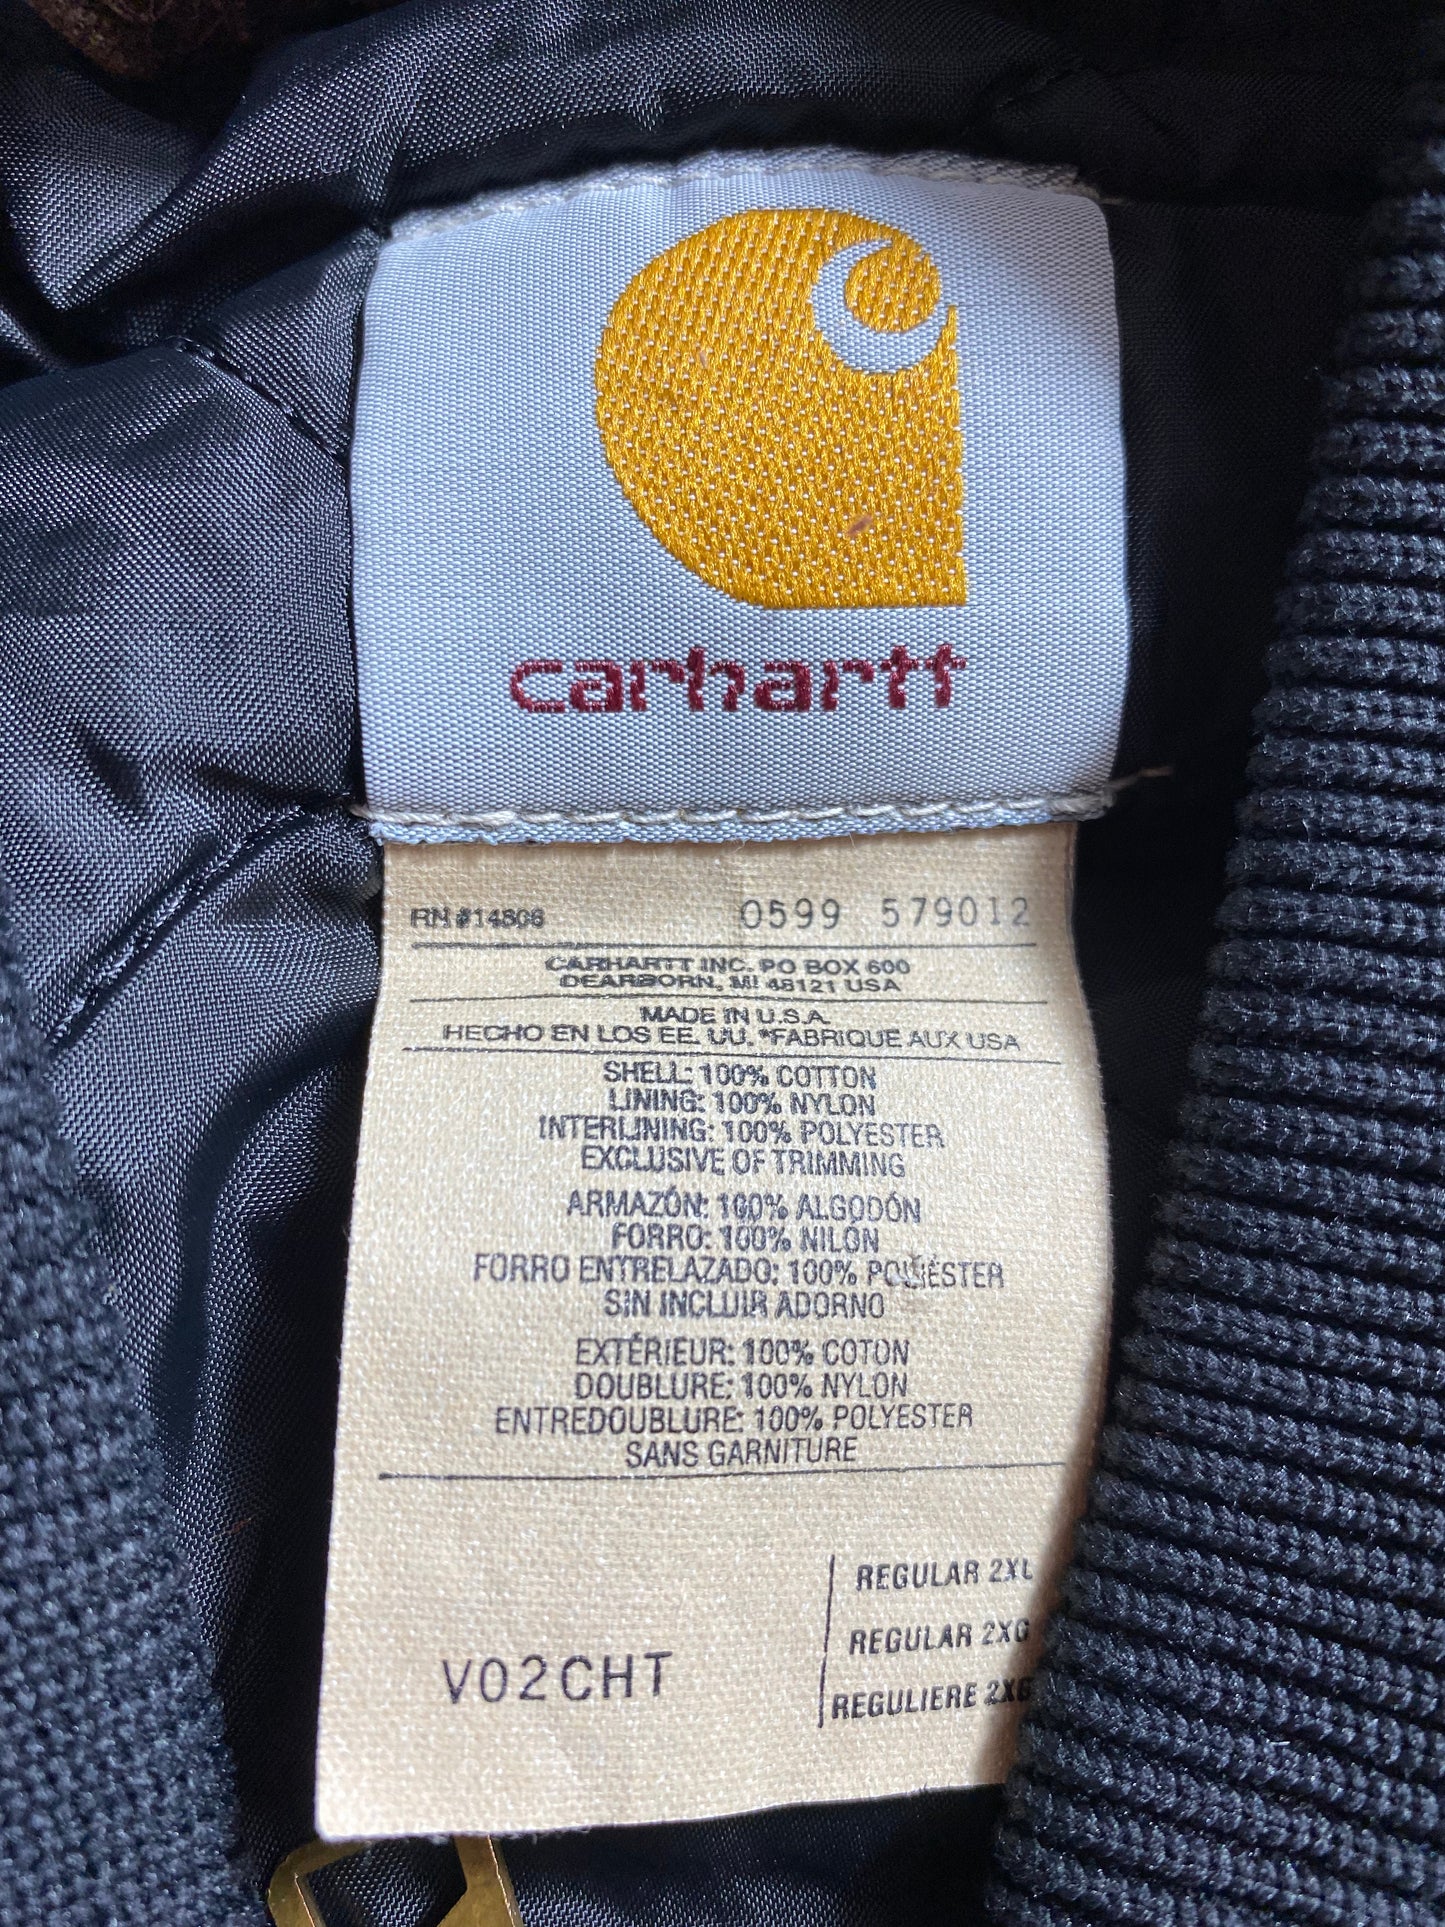 carhartt
RN #14806 0599 579012
CARHARTT INC. PO BOX 600
DEARBORN, MI 48121 USA
MADE IN U.S.A.
HECHO EN LOS EE. UU. *FABRIQUE AUX USA
SHELL: 100% COTTON
LINING: 100% NYLON
INTERLINING: 100% POLYESTER
EXCLUSIVE OF TRIMMING
ARMAZÓN: 100% ALGODÓN
FORRO: 100% NILÓN
FORRO ENTRELAZADO: 100% POLIÉSTER
SIN INCLUIR ADORNO
EXTÉRIEUR: 100% COTON
DOUBLURE: 100% NYLON
ENTREDOUBLURE: 100% POLYESTER
SANS GARNITURE
REGULAR 2XL
REGULAR 2XG
V02CHT
REGULIERE 2XG